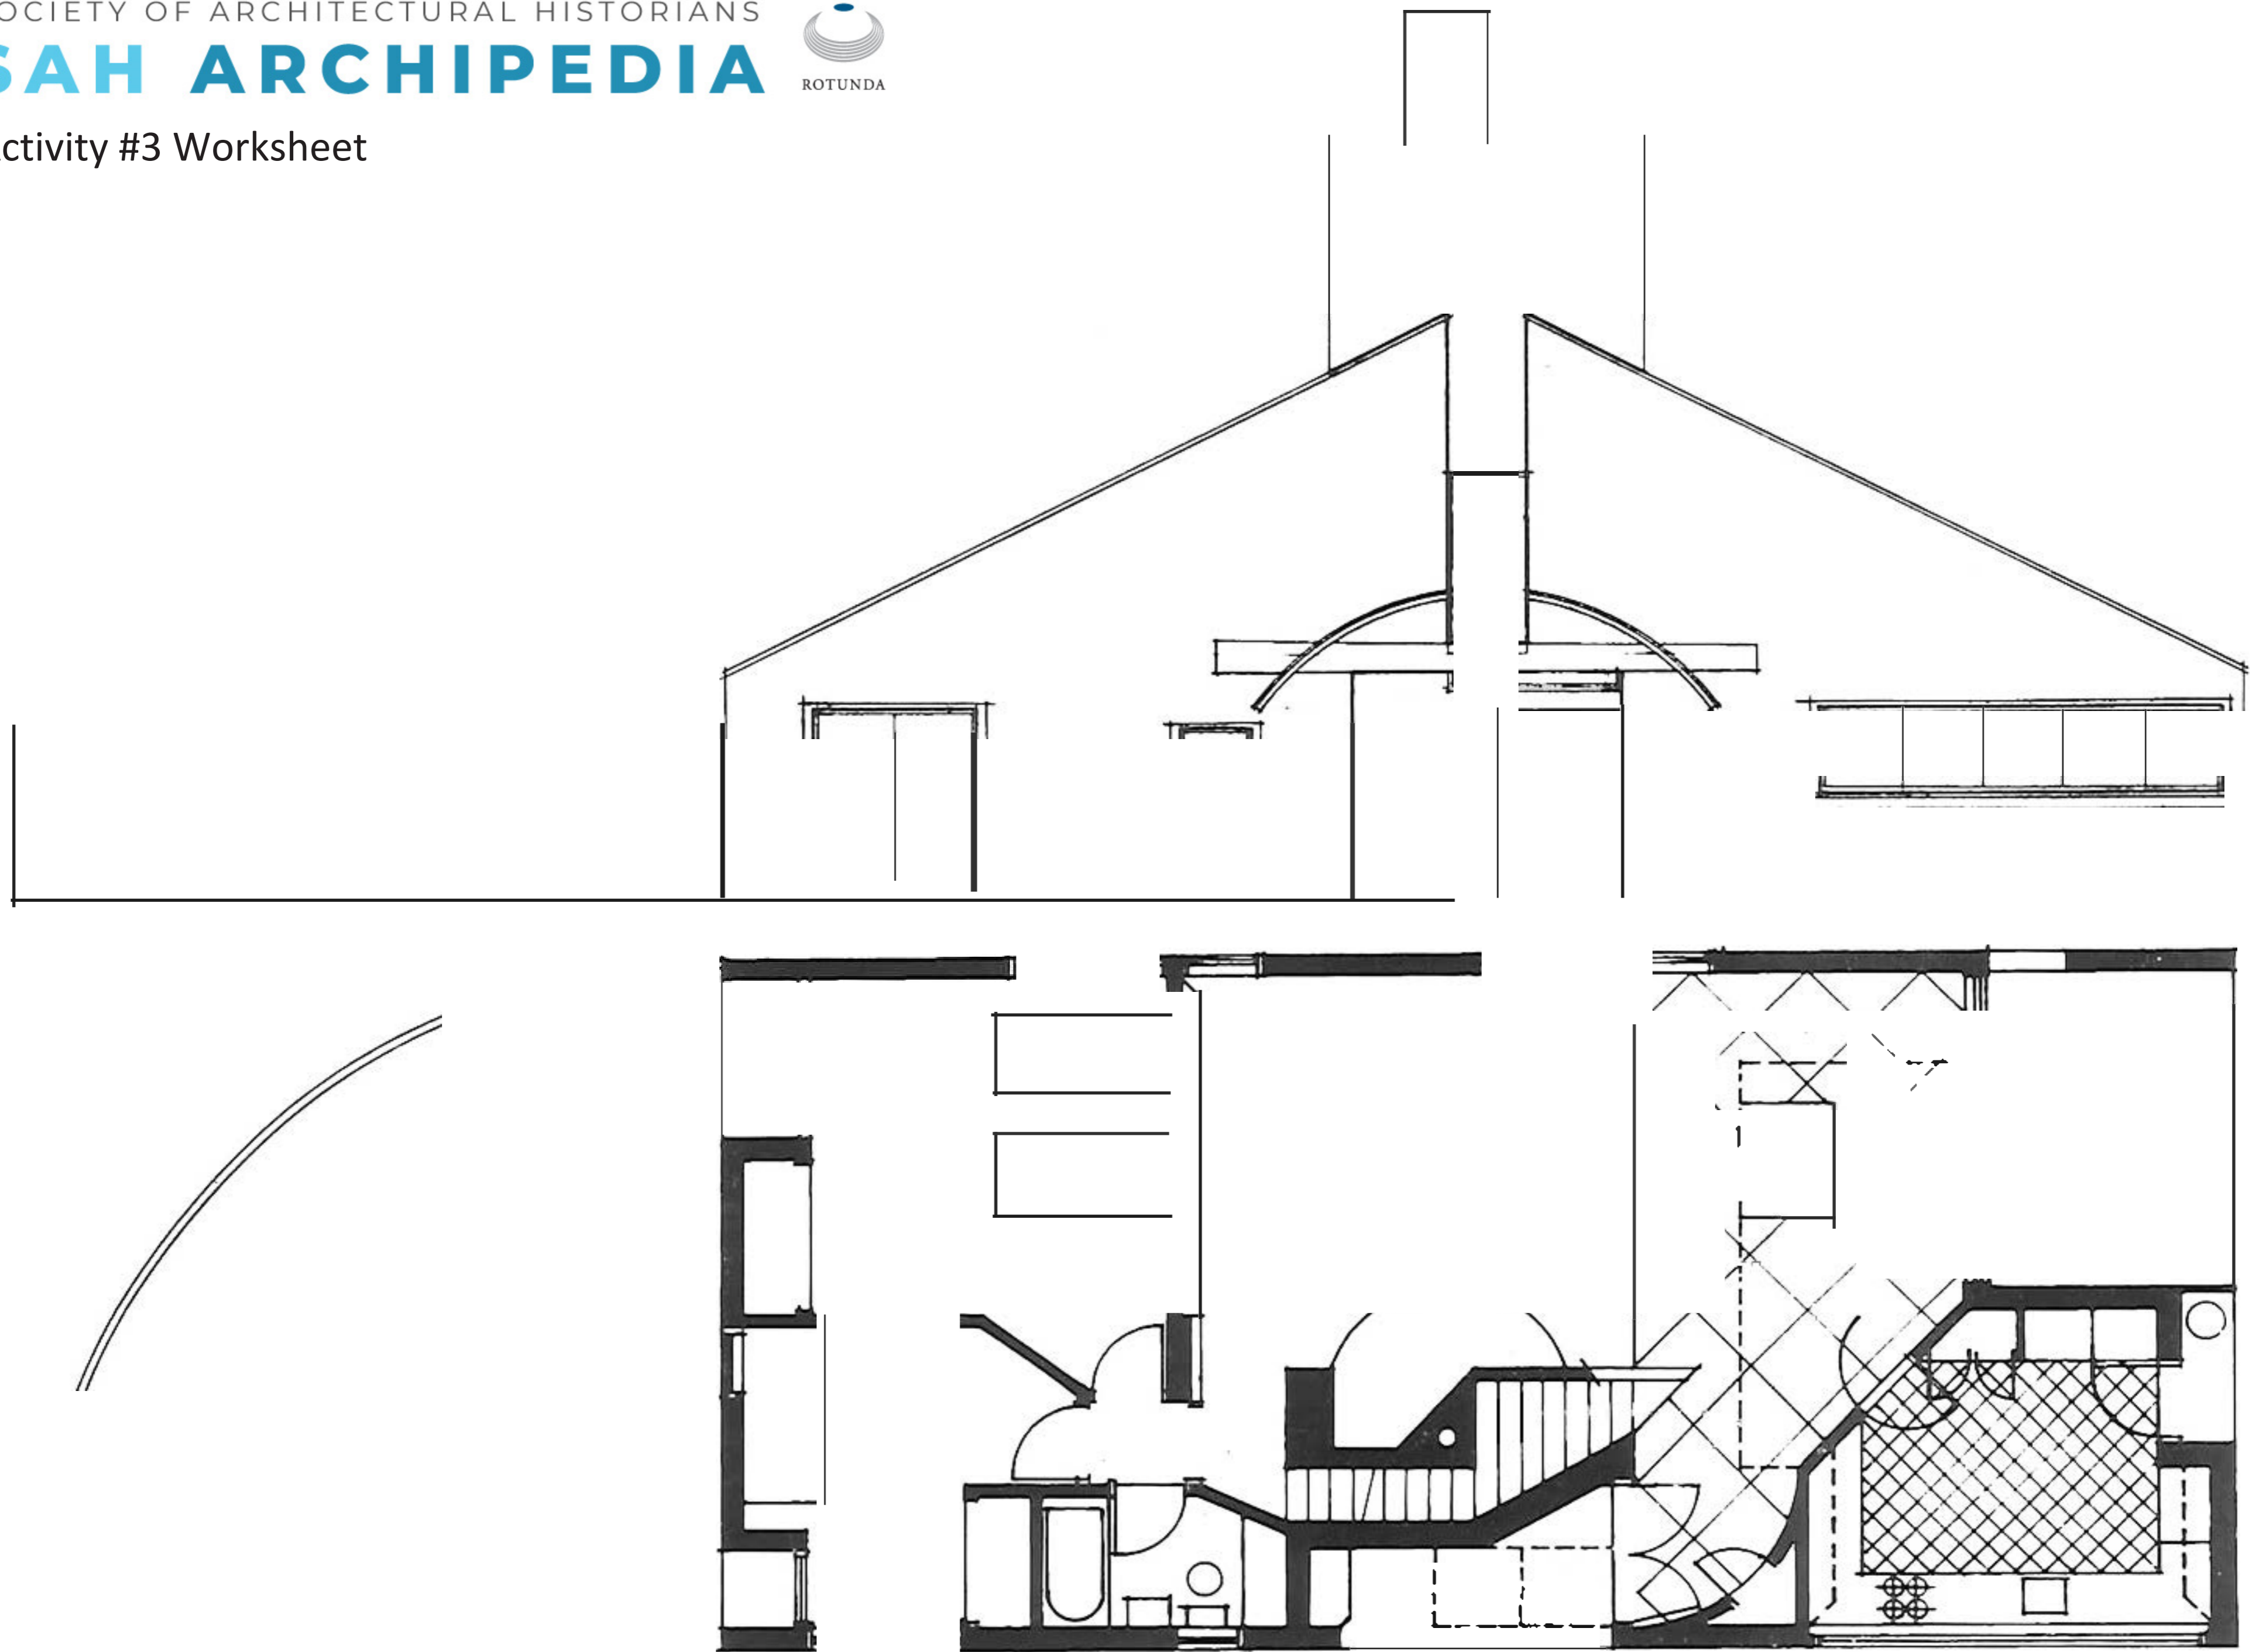 OCIETY OF ARCHITECTURAL HISTORIANS
SAH ARCHIPEDIA
ROTUNDA
ctivity #3 Worksheet